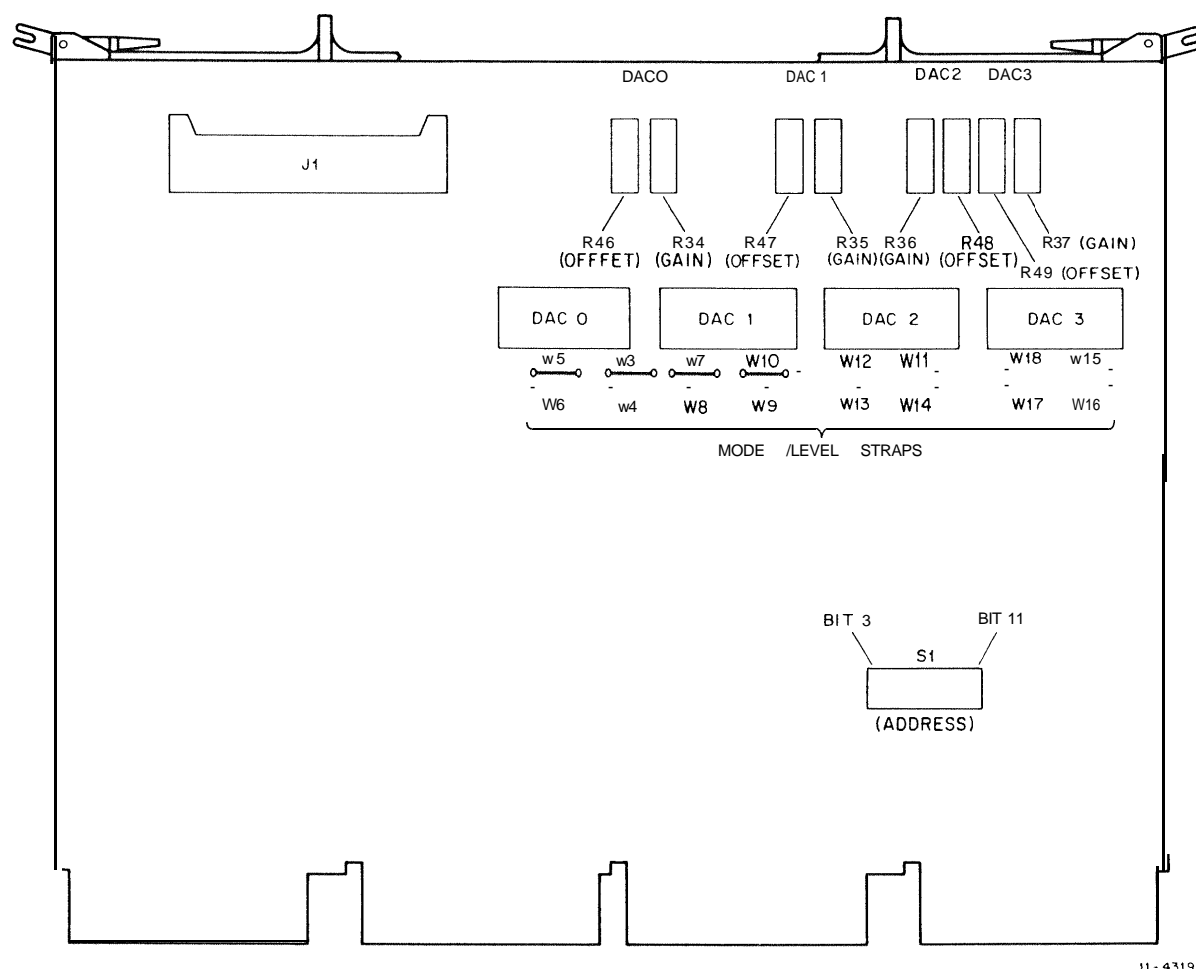 DACO DAC 1 DAC2 DAC3
J1
R46 R34 R47 R35 R36 R48 R37 (GAIN)
(OFFFET) (GAIN) (OFFSET) (GAIN) (GAIN) (OFFSET)
R49 (OFFSET)
DAC 0 DAC 1 DAC 2 DAC 3
w5 w3 w7 W10 W12 W11 W18 w15
W6 w4 W8 W9 W13 W14 W17 W16
MODE /LEVEL STRAPS
BIT 3 BIT 11
S1
(ADDRESS)
11-4319